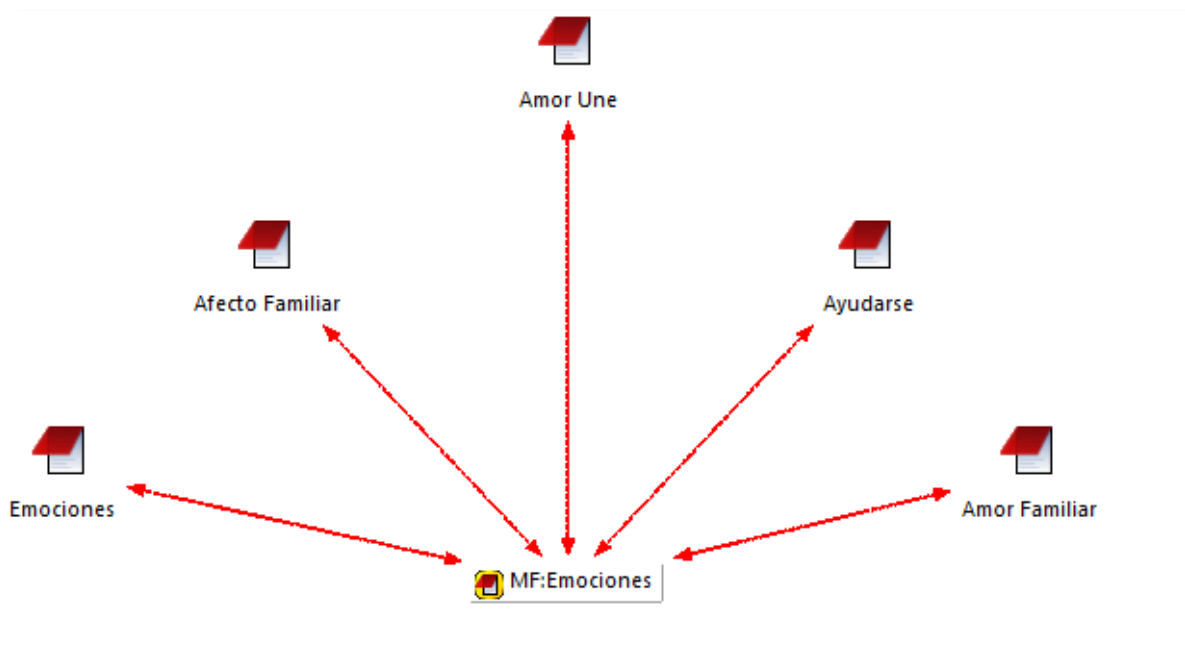 Amor Une
Afecto Familiar
Ayudarse
Emociones
Amor Familiar
MF:Emociones